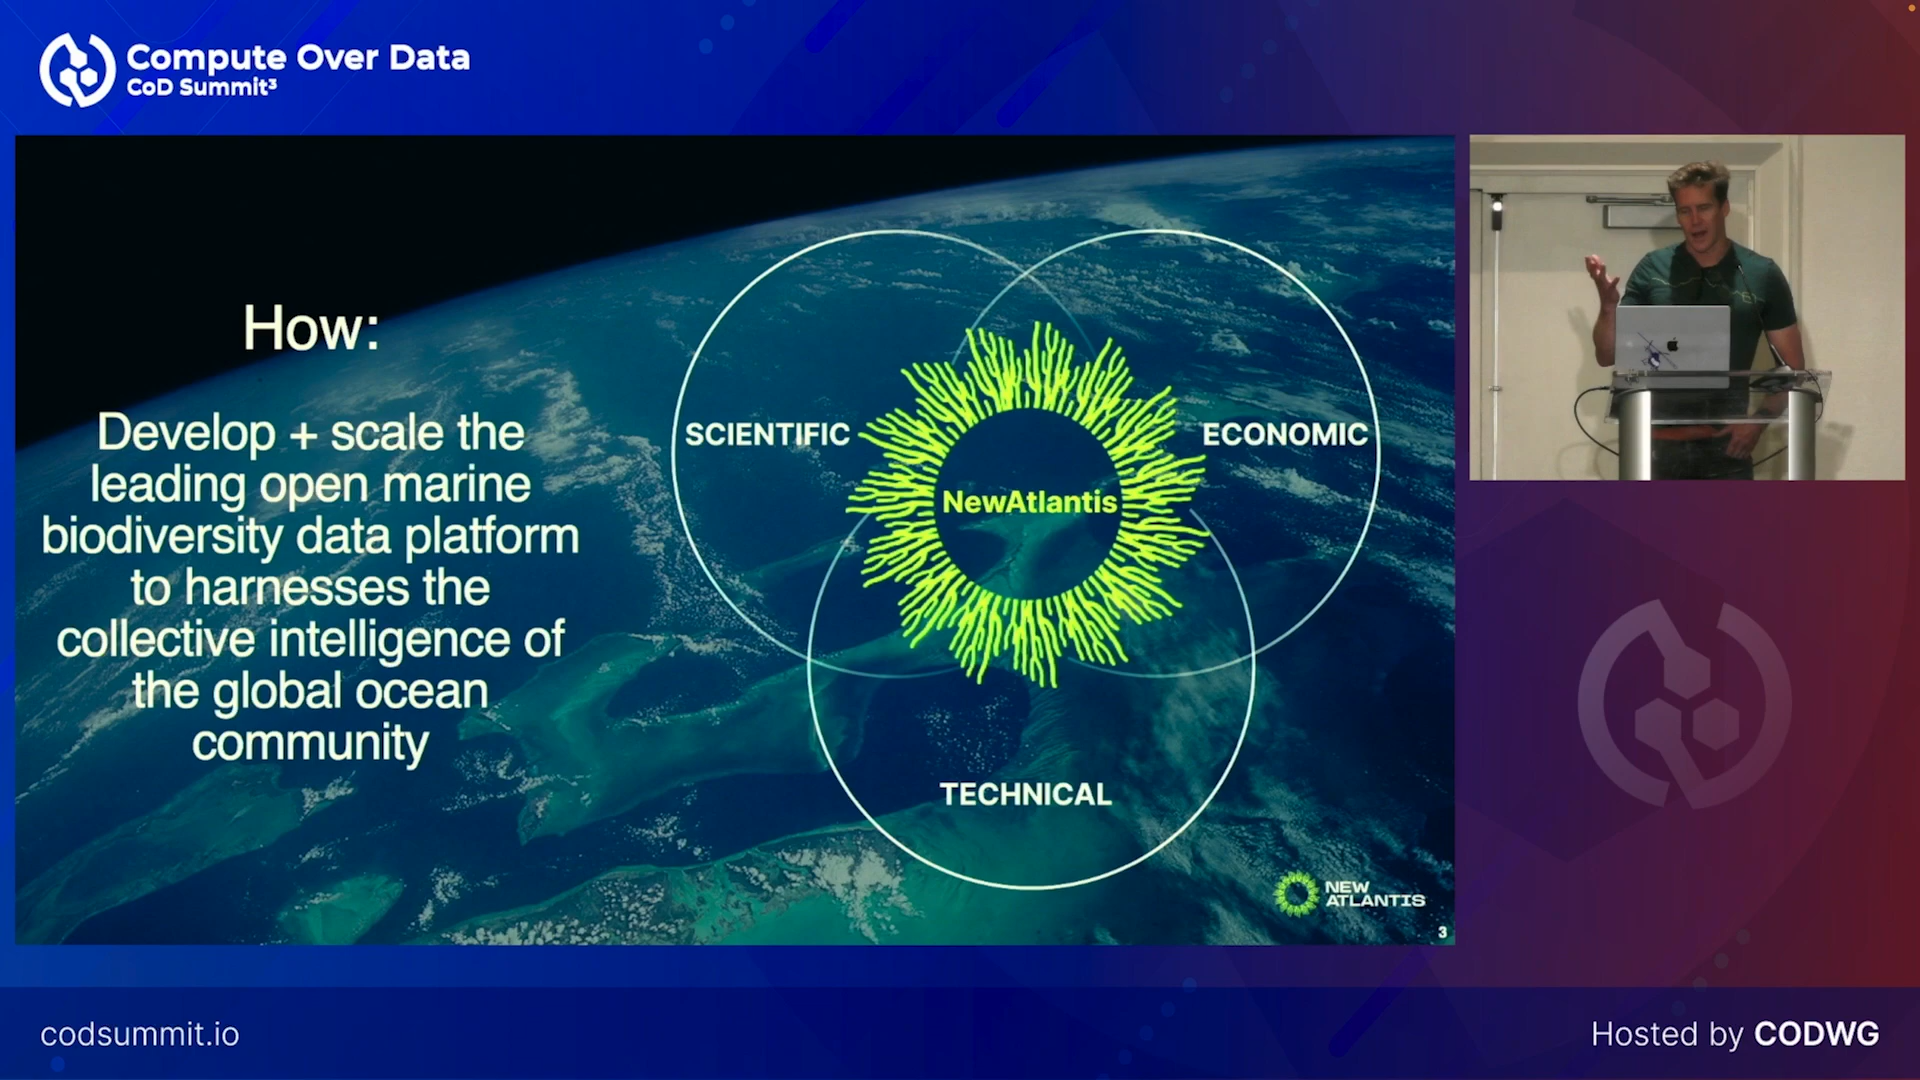 Compute Over Data
CoD Summit³
How:
Develop + scale the
leading open marine
biodiversity data platform
to harnesses the
collective intelligence of
the global ocean
community
SCIENTIFIC
ECONOMIC
NewAtlantis
TECHNICAL
NEW
ATLANTIS
3
codsummit.io
Hosted by CODWG